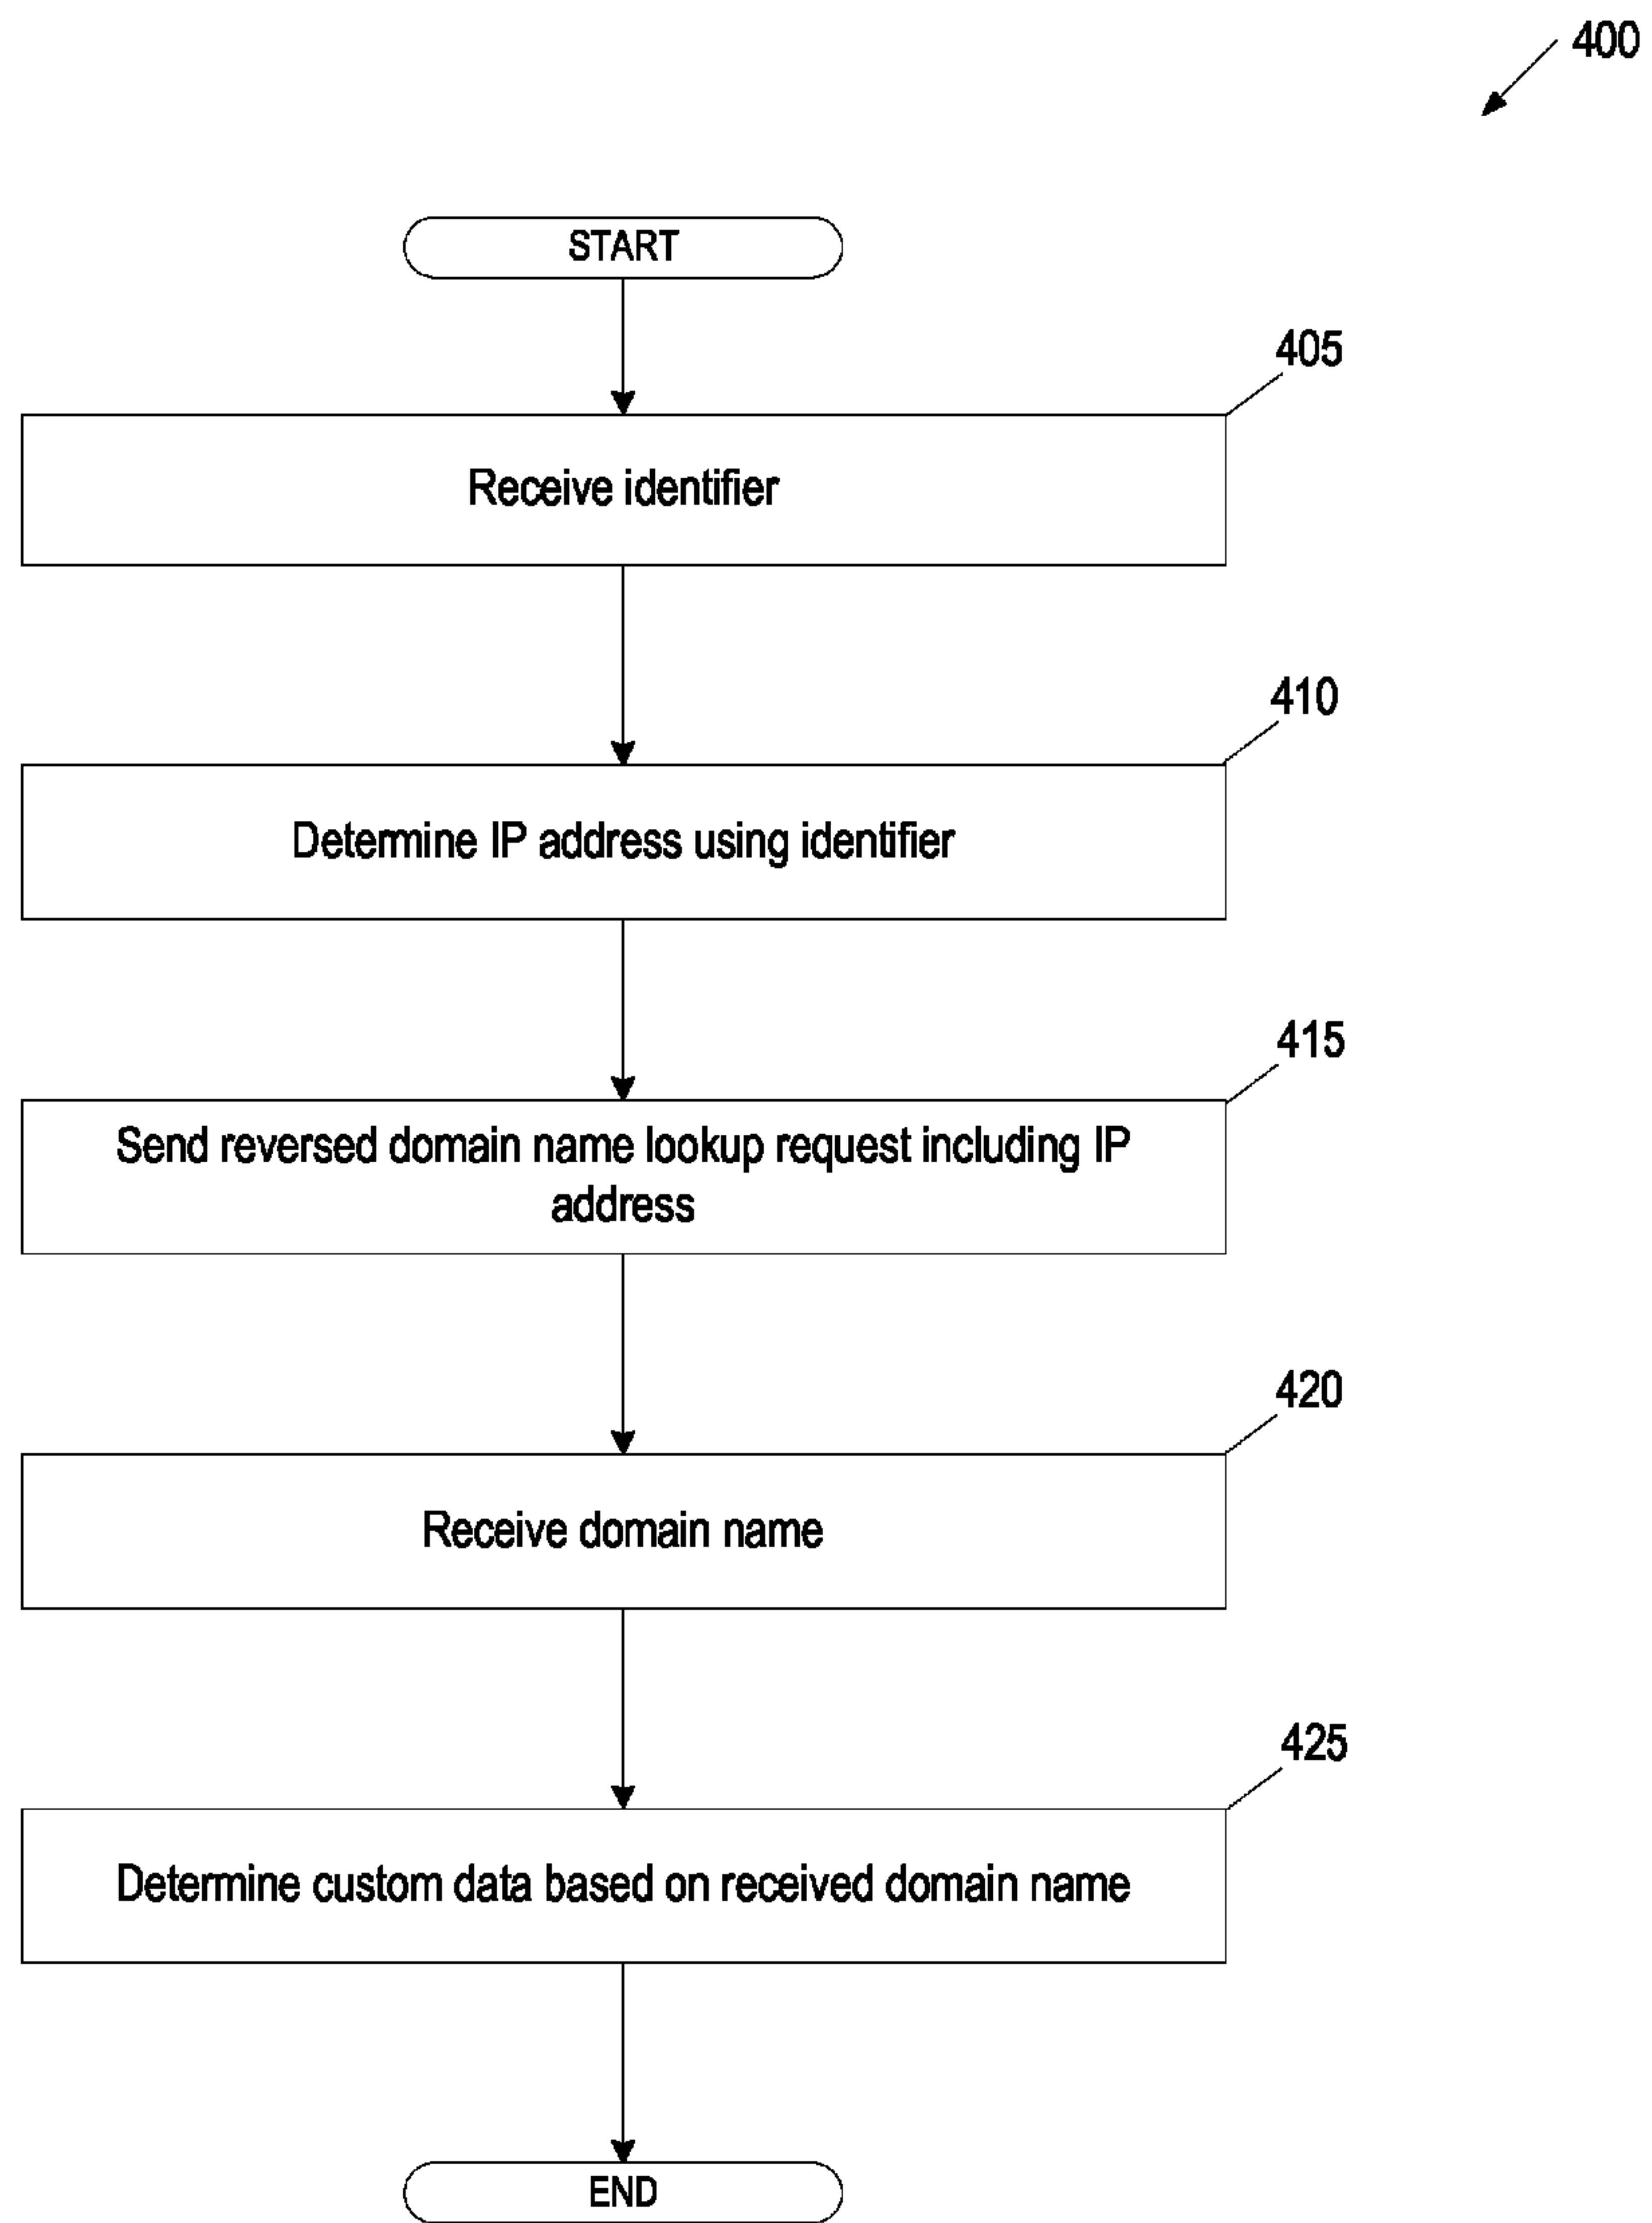 400
START
405
Receive identifier
410
Determine IP address using identifier
415
Send reversed domain name lookup request including IP
address
420
Receive domain name
425
Determine custom data based on received domain name
END